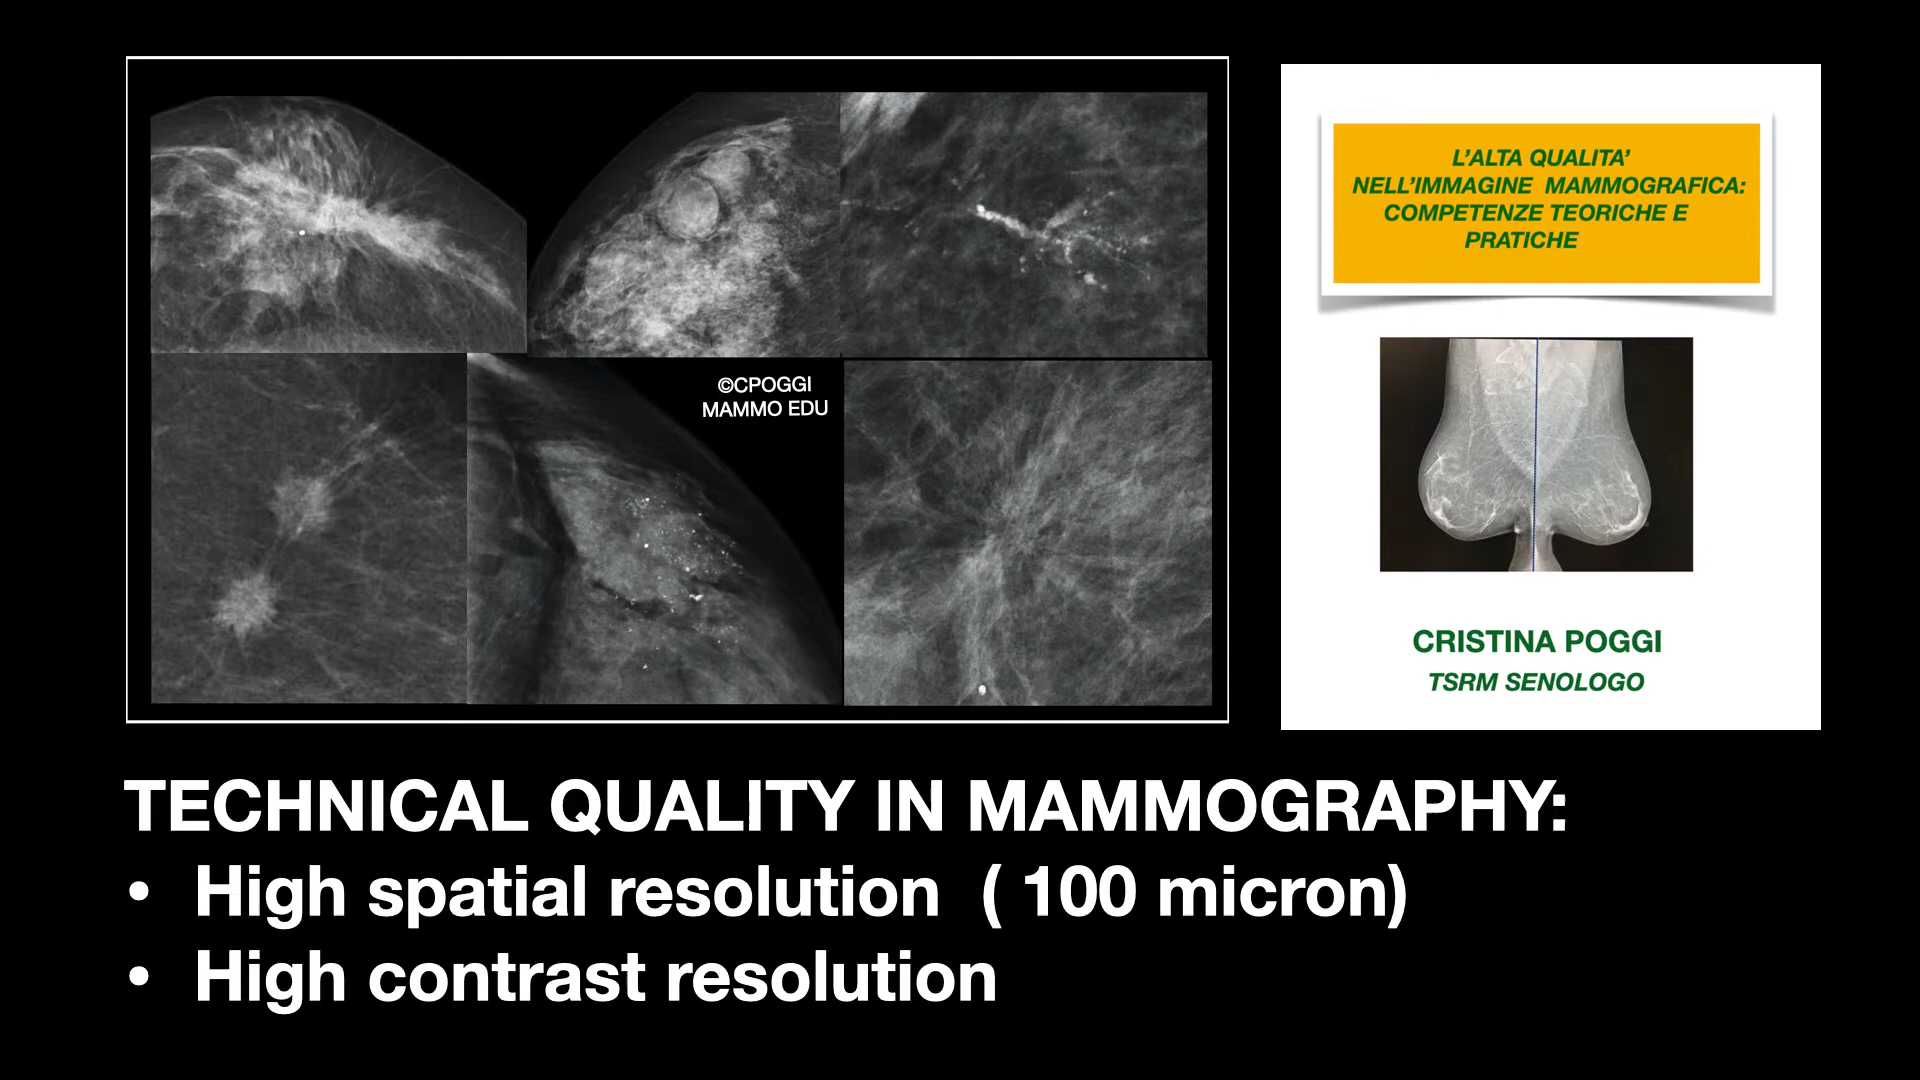 ©CPOGGI
MAMMO EDU
L'ALTA QUALITA'
NELL'IMMAGINE MAMMOGRAFICA:
COMPETENZE TEORICHE E
PRATICHE
CRISTINA POGGI
TSRM SENOLOGO
TECHNICAL QUALITY IN MAMMOGRAPHY:
• High spatial resolution ( 100 micron)
• High contrast resolution